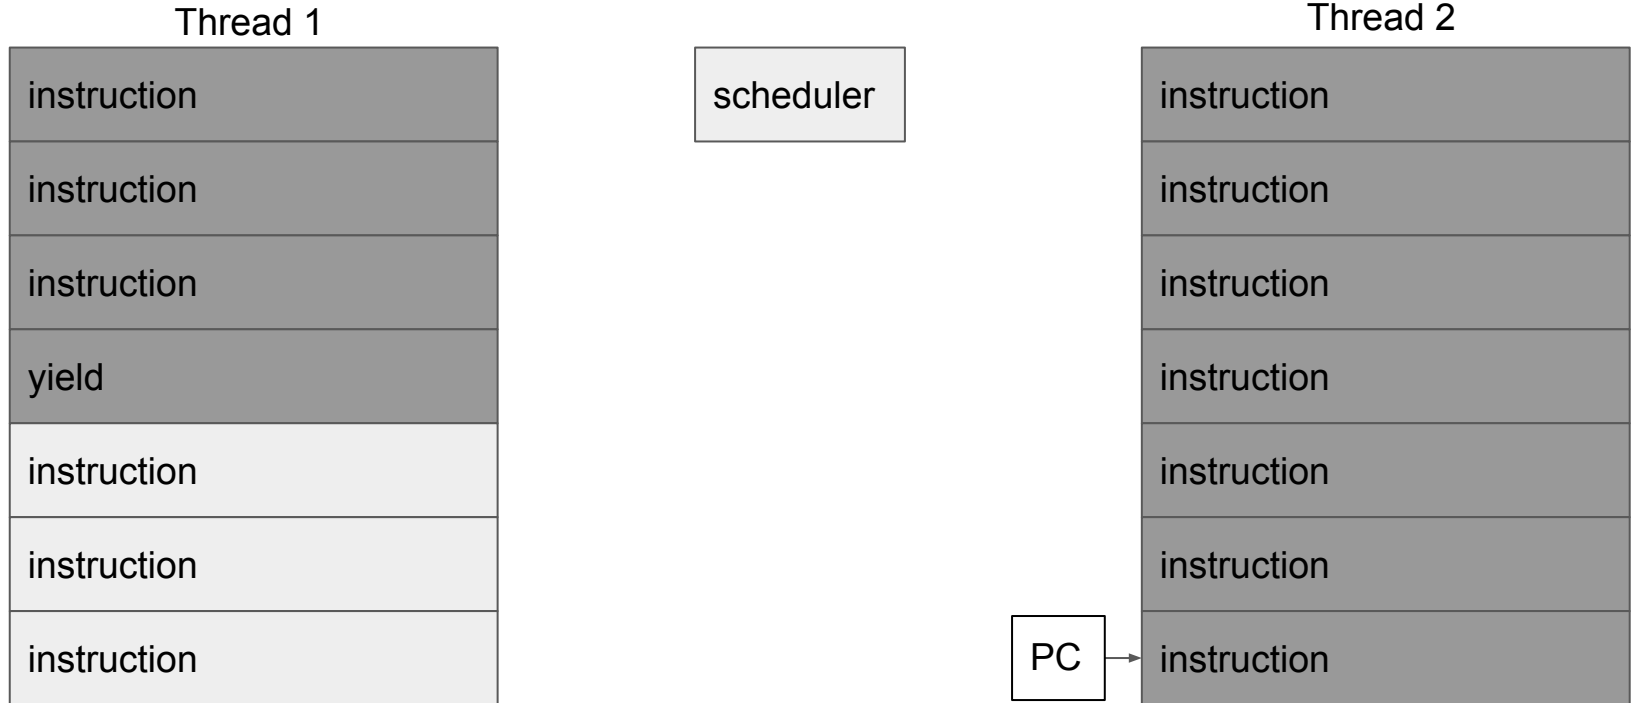 Thread 1
instruction
instruction
instruction
yield
instruction
instruction
instruction
scheduler
PC
Thread 2
instruction
instruction
instruction
instruction
instruction
instruction
instruction